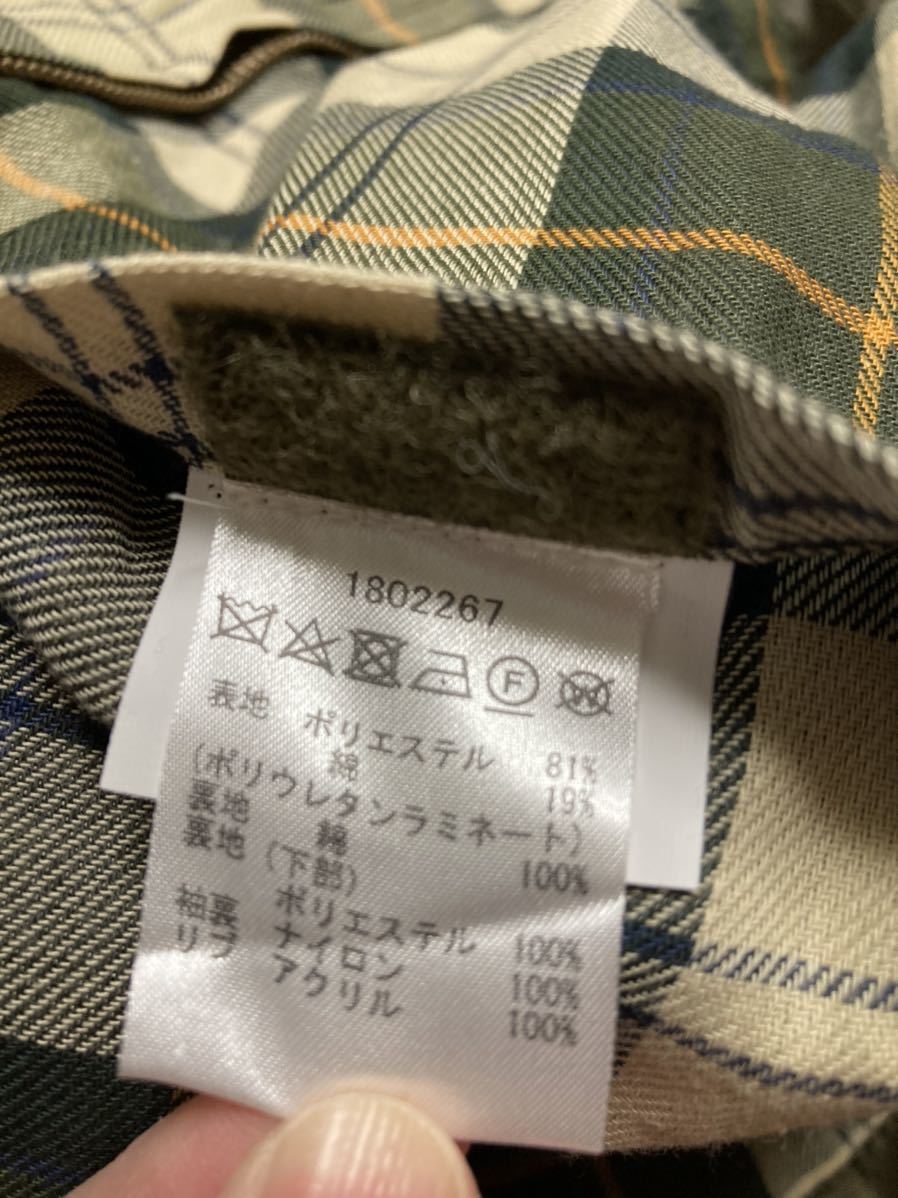 1802267
F W
表地 ポリエステル 81%
綿 19%
(ポリウレタンラミネート)
裏地 綿 100%
裏地 (下部)
ポリエステル 100%
袖裏 ナイロン 100%
リブ アクリル 100%